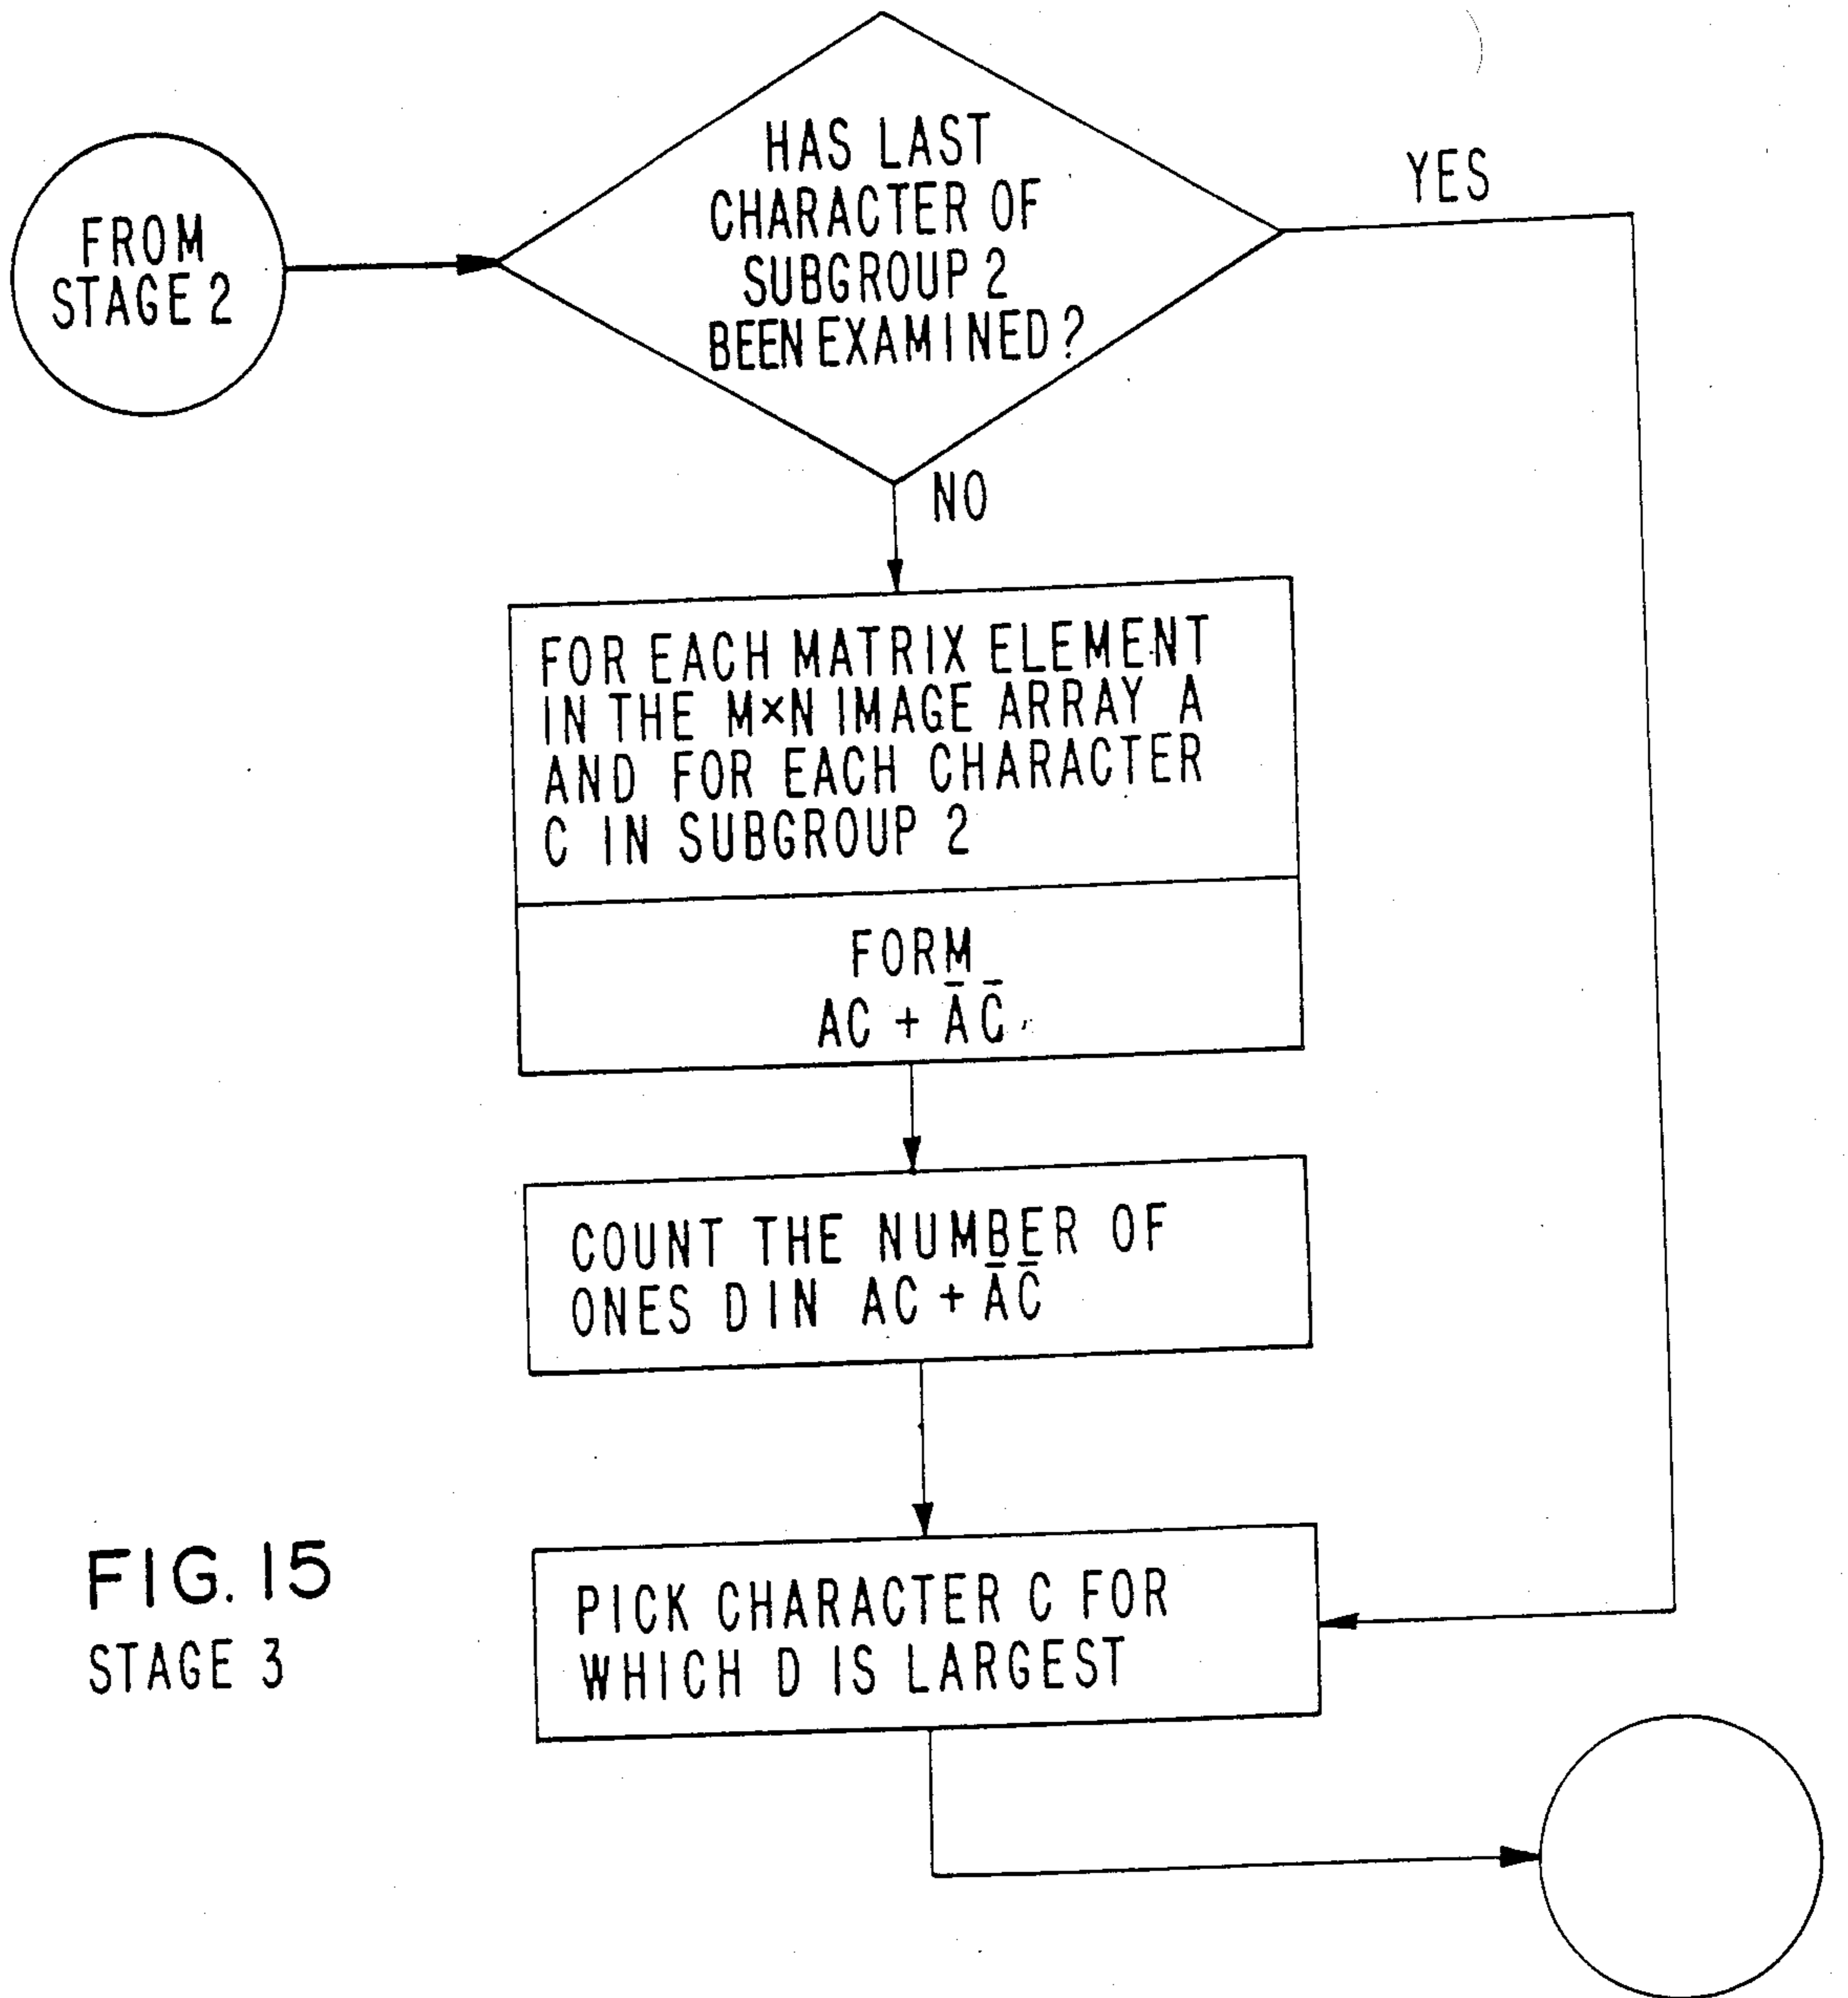 FROM
STAGE 2
HAS LAST
CHARACTER OF
SUBGROUP 2
BEEN EXAMINED?
YES
NO
FOR EACH MATRIX ELEMENT
IN THE M×N IMAGE ARRAY A
AND FOR EACH CHARACTER
C IN SUBGROUP 2
FORM
AC + A̅ C̅
COUNT THE NUMBER OF
ONES D IN AC + A̅C̅
PICK CHARACTER C FOR
WHICH D IS LARGEST
FIG. 15
STAGE 3